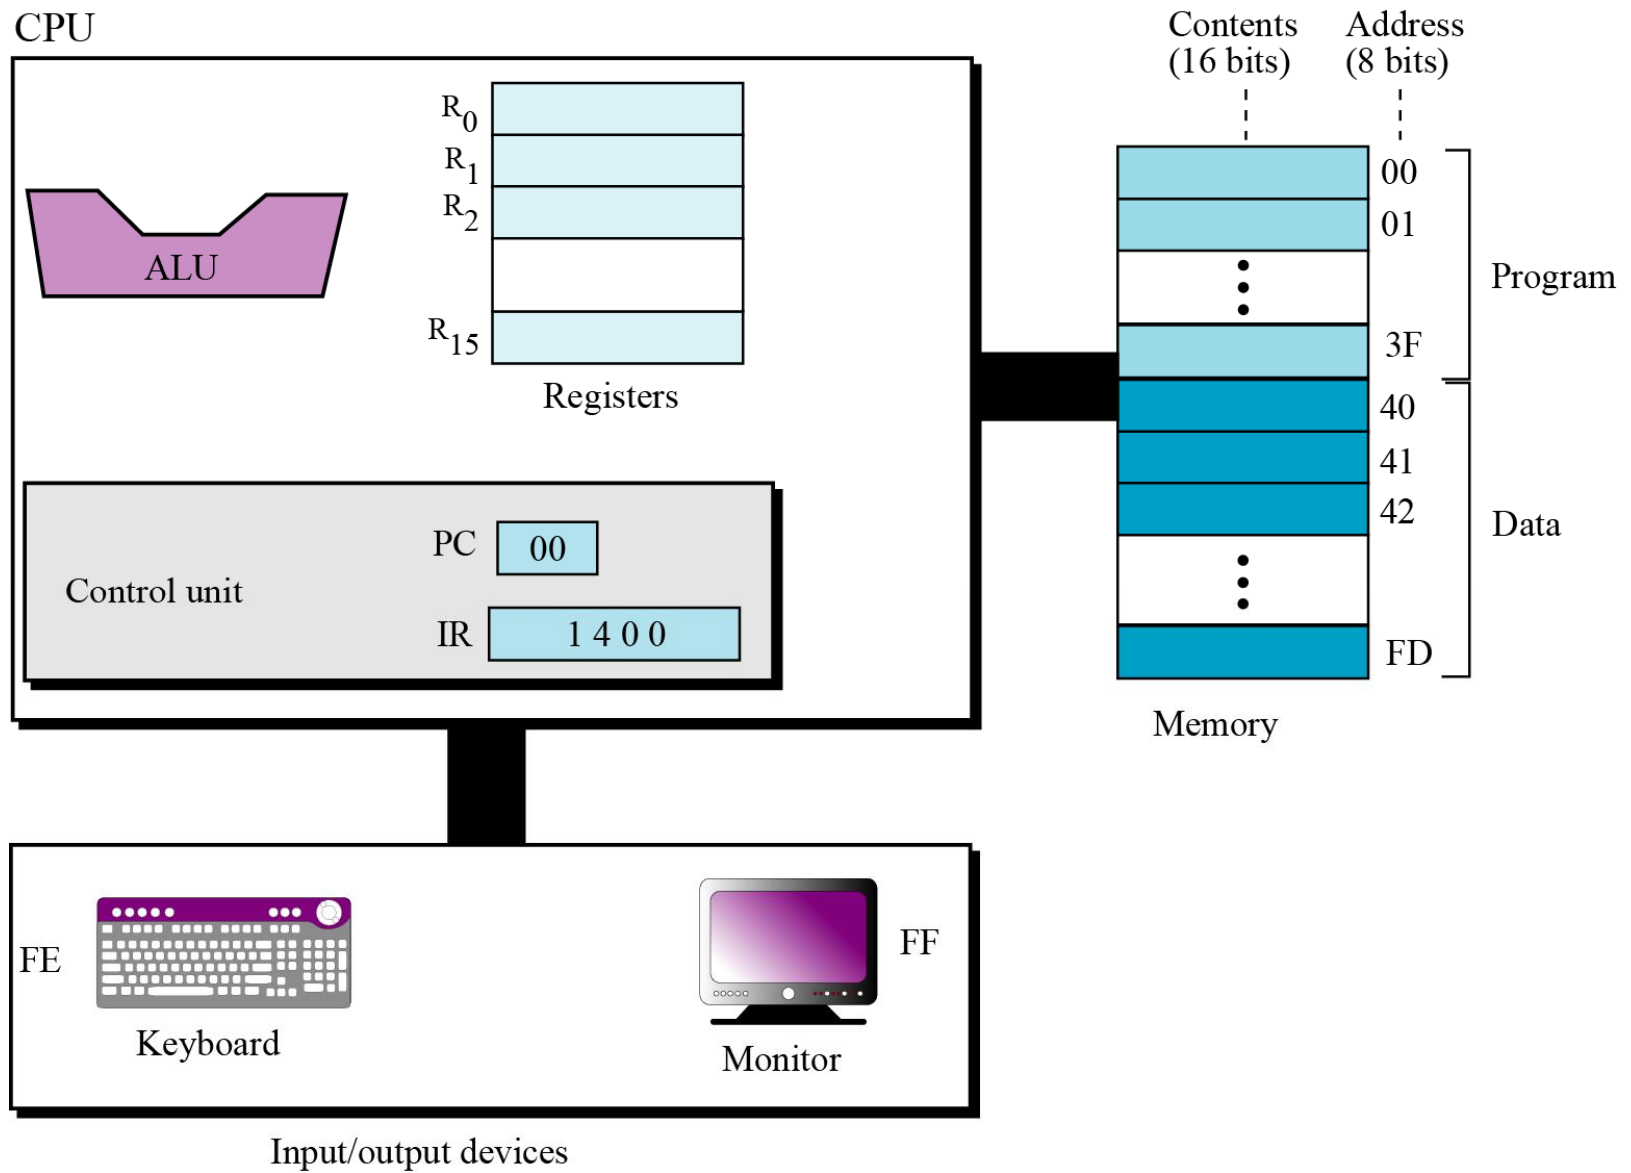 CPU
Contents Address
(16 bits) (8 bits)
R0
R1
R2
R15
Registers
ALU
Control unit
PC 00
IR 1 4 0 0
00
01
3F
Program
40
41
42
FD
Data
Memory
FE
Keyboard
FF
Monitor
Input/output devices